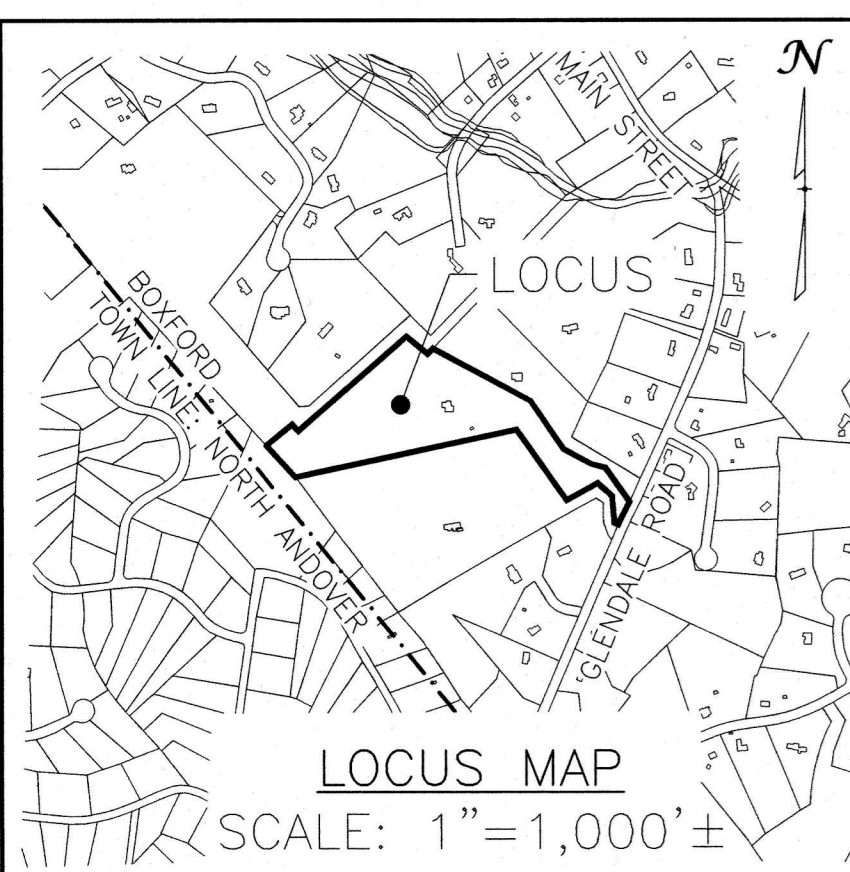 N
MAIN STREET
LOCUS
BOXFORD
TOWN LINE: NORTH ANDOVER
GLENDALE ROAD
LOCUS MAP
SCALE: 1"=1,000'±